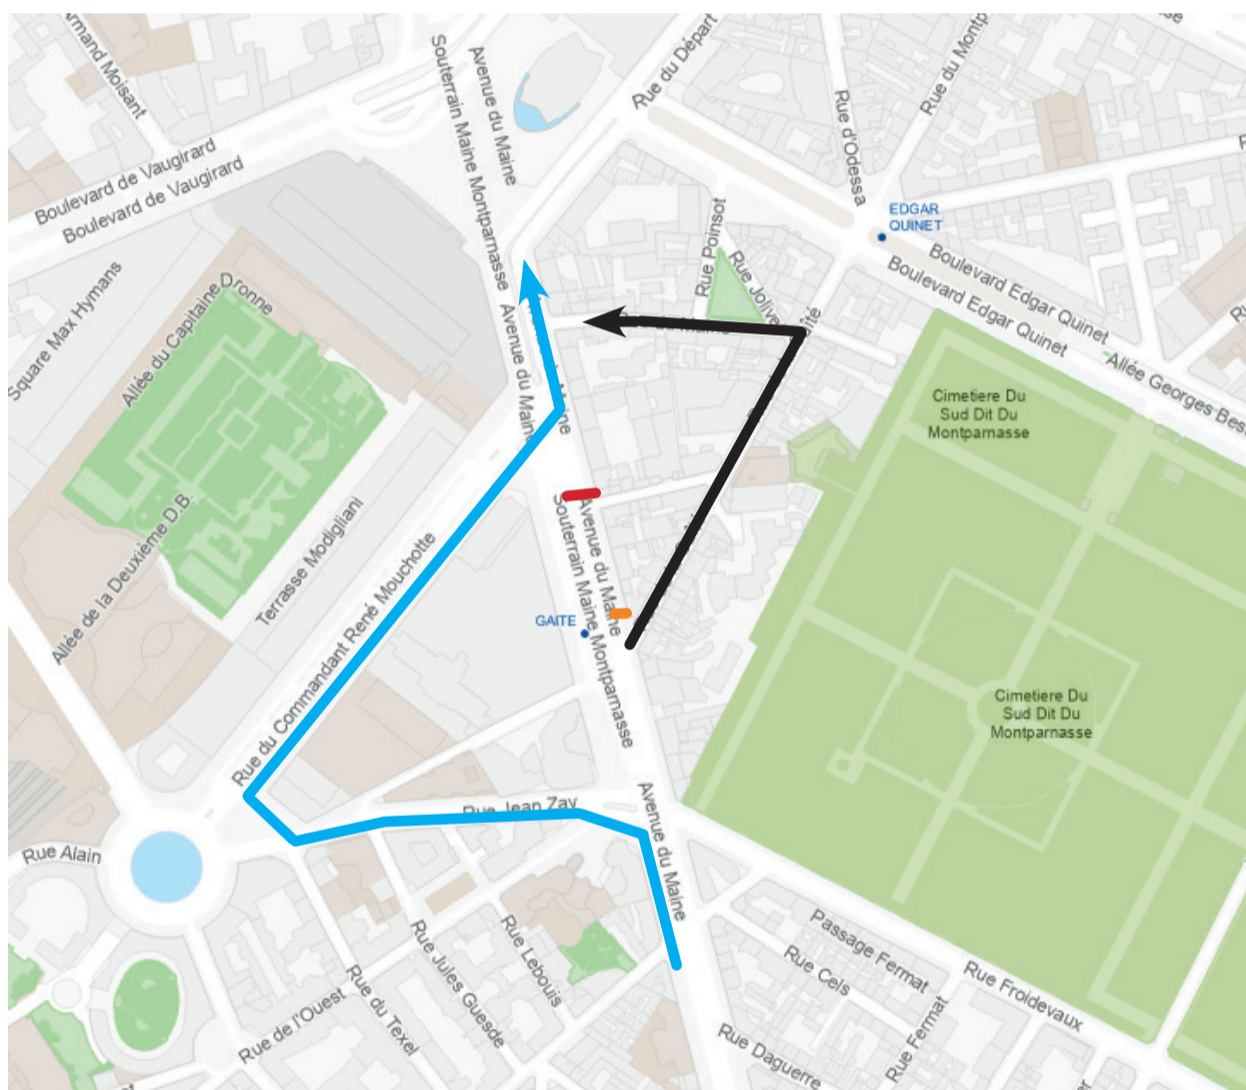 Armand Moisant
Souterrain Maine Montparnasse
Avenue du Maine
Rue du Départ
Rue d'Odessa
Rue du Montp
Boulevard de Vaugirard
Boulevard de Vaugirard
EDGAR
QUINET
Rue Poinsot
Rue Jolive
Boulevard Edgar Quinet
Boulevard Edgar Quinet
Square Max Hymans
Allée du Capitaine Dronne
Avenue du Maine
Allée Georges Bes
Cimetiere Du
Sud Dit Du
Montparnasse
Allée de la Deuxième D.B.
Terrasse Modigliani
Rue du Commandant René Mouchotte
Avenue du Maine
Souterrain Maine Montparnasse
GAITE
Cimetiere Du
Sud Dit Du
Montparnasse
Rue Jean Zay
Avenue du Maine
Rue Alain
Rue Jules Guesde
Rue Lebouis
Rue de l'Ouest
Rue du Texel
Passage Fermat
Rue Cels
Rue Fermat
Rue Froidevaux
Rue Daguerre